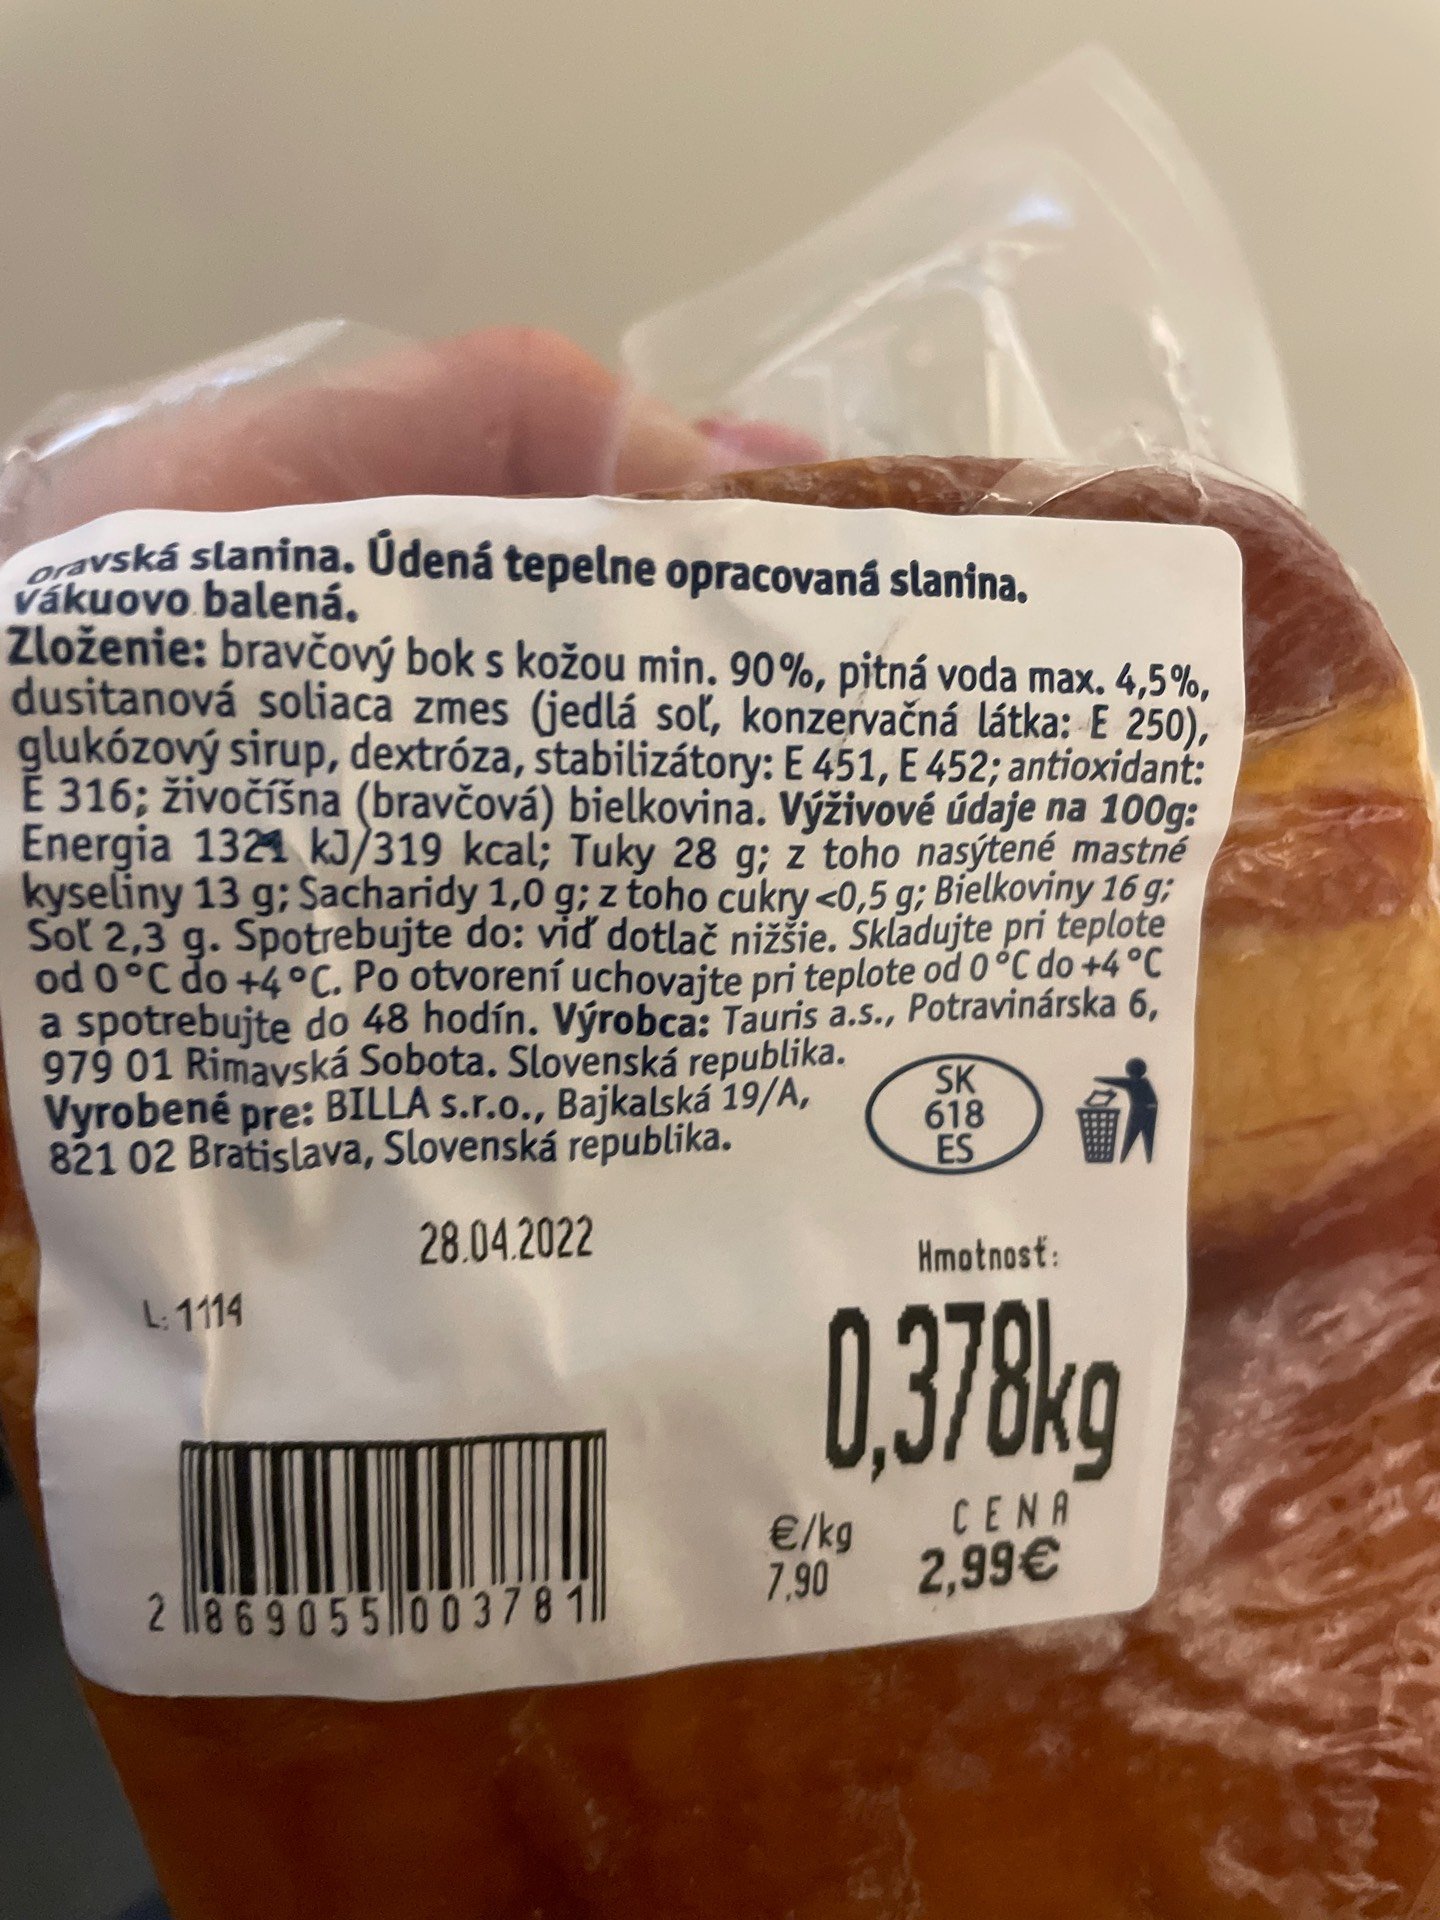 oravská slanina. Údená tepelne opracovaná slanina.
vákuovo balená.
Zloženie: bravčový bok s kožou min. 90%, pitná voda max. 4,5%,
dusitanová soliaca zmes (jedlá soľ, konzervačná látka: E 250),
glukózový sirup, dextróza, stabilizátory: E 451, E 452; antioxidant:
E 316; živočíšna (bravčová) bielkovina. Výživové údaje na 100g:
Energia 1321 kJ/319 kcal; Tuky 28 g; z toho nasýtené mastné
kyseliny 13 g; Sacharidy 1,0 g; z toho cukry <0,5 g; Bielkoviny 16 g;
Soľ 2,3 g. Spotrebujte do: viď dotlač nižšie. Skladujte pri teplote
od 0°C do +4°C. Po otvorení uchovajte pri teplote od 0°C do +4°C
a spotrebujte do 48 hodín. Výrobca: Tauris a.s., Potravinárska 6,
979 01 Rimavská Sobota. Slovenská republika.
Vyrobené pre: BILLA s.r.o., Bajkalská 19/A,
821 02 Bratislava, Slovenská republika.
SK
618
ES
28.04.2022
Hmotnosť:
L: 1114
0,378kg
€/kg CENA
7,90 2,99€
2 869055 003781